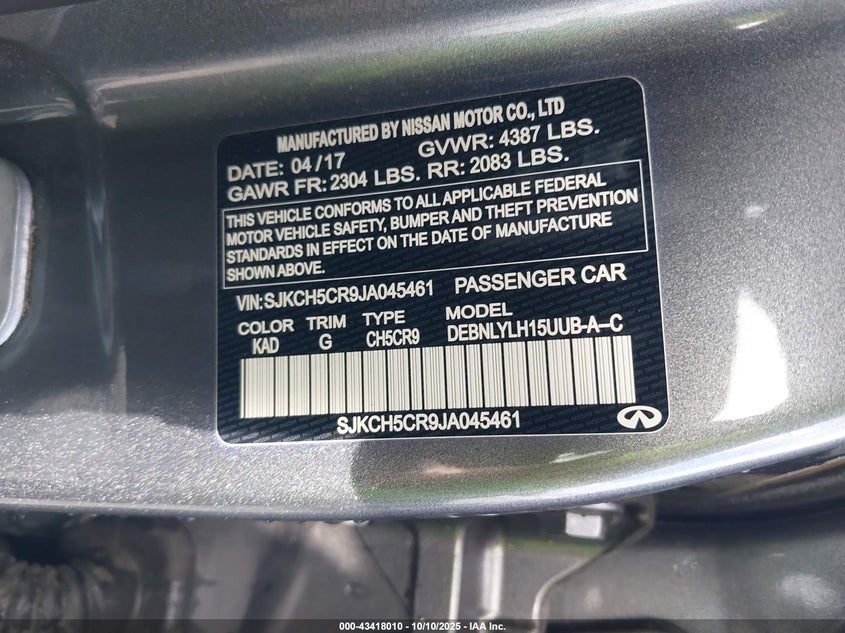 MANUFACTURED BY NISSAN MOTOR CO., LTD
DATE: 04/17 GVWR: 4387 LBS.
GAWR FR: 2304 LBS. RR: 2083 LBS.
THIS VEHICLE CONFORMS TO ALL APPLICABLE FEDERAL
MOTOR VEHICLE SAFETY, BUMPER AND THEFT PREVENTION
STANDARDS IN EFFECT ON THE DATE OF MANUFACTURE
SHOWN ABOVE.
VIN:SJKCH5CR9JA045461 PASSENGER CAR
COLOR TRIM TYPE MODEL
KAD G CH5CR9 DEBNLYLH15UUB-A--C
SJKCH5CR9JA045461
000-43418010 - 10/10/2025 - IAA Inc.